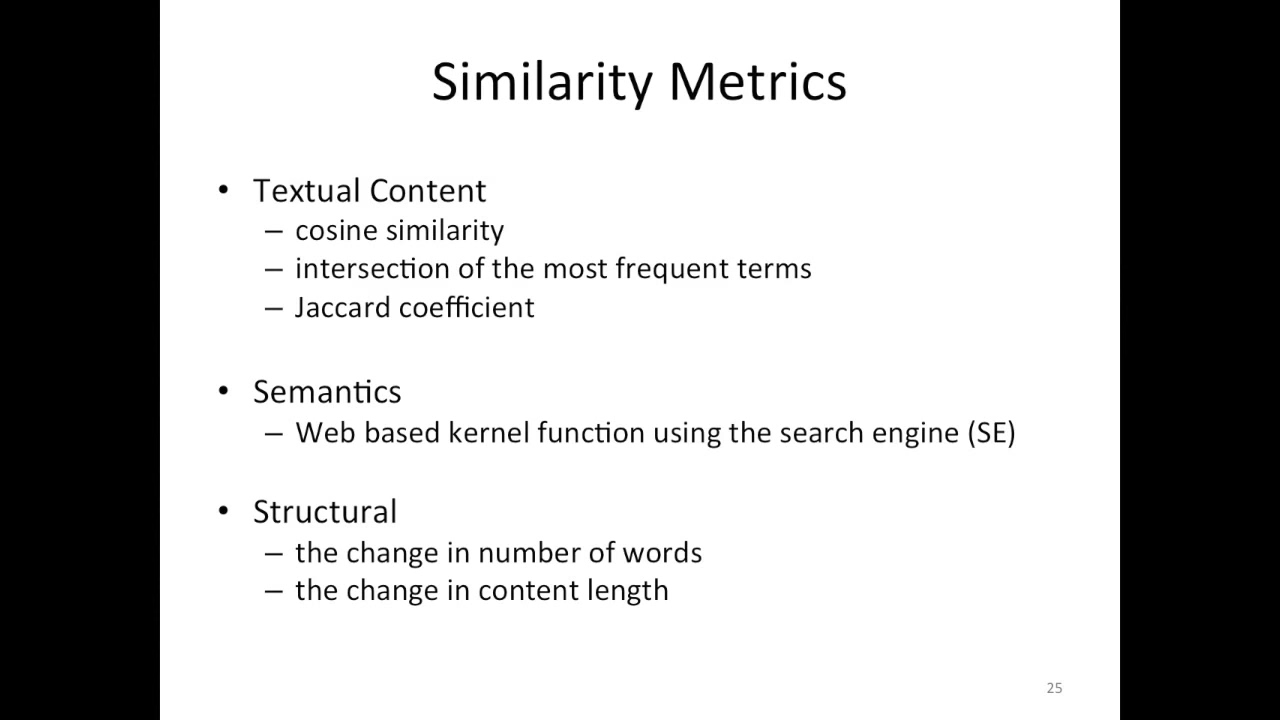 Similarity Metrics
• Textual Content
– cosine similarity
– intersection of the most frequent terms
– Jaccard coefficient
• Semantics
– Web based kernel function using the search engine (SE)
• Structural
– the change in number of words
– the change in content length
25